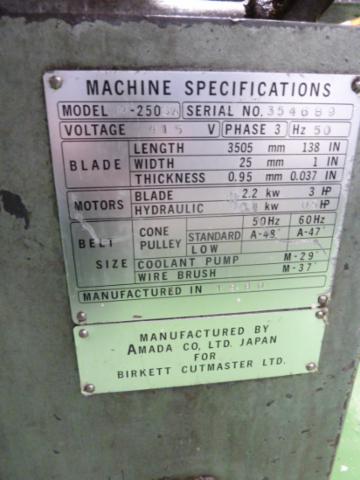 MACHINE SPECIFICATIONS
MODEL -250 SERIAL NO. 354689
VOLTAGE 415 V PHASE 3 Hz 50
BLADE
LENGTH 3505 mm 138 IN
WIDTH 25 mm 1 IN
THICKNESS 0.95 mm 0.037 IN
MOTORS
BLADE 2.2 kw 3 HP
HYDRAULIC kw HP
50Hz 60Hz
BELT SIZE
CONE PULLEY
STANDARD A-48" A-47"
LOW
COOLANT PUMP M-29"
WIRE BRUSH M-37"
MANUFACTURED IN
MANUFACTURED BY
AMADA CO, LTD. JAPAN
FOR
BIRKETT CUTMASTER LTD.